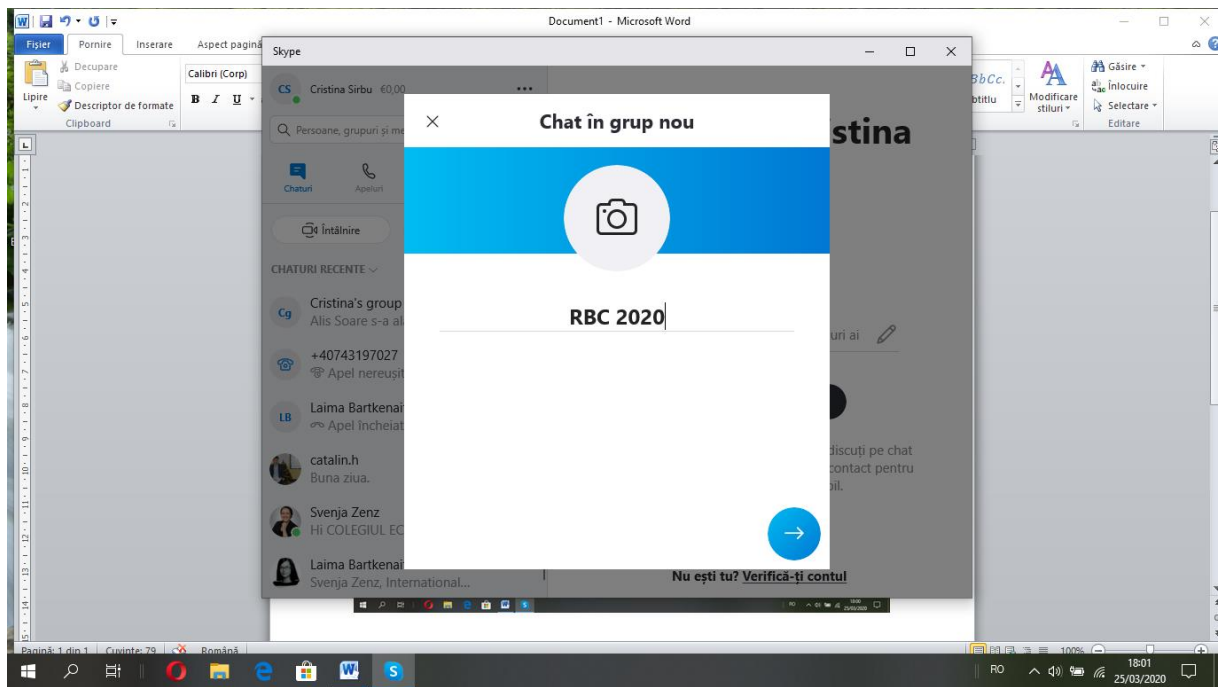 Document1 - Microsoft Word
Fișier Pornire Inserare Aspect pagină
Decupare
Copiere
Descriptor de formate
Lipire
Clipboard
Calibri (Corp)
B I U
Găsire
Înlocuire
Selectare
Modificare stiluri
Editare
Skype
CS Cristina Sirbu €0,00
Persoane, grupuri și me
Chaturi Apeluri
Întâlnire
CHATURI RECENTE
Cg Cristina's group
Alis Soare s-a al
+40743197027
Apel nereușit
LB Laima Bartkenai
Apel încheiat
catalin.h
Buna ziua.
Svenja Zenz
Hi COLEGIUL EC
Laima Bartkenai
Svenja Zenz, International...
Chat în grup nou
RBC 2020
stina
uri ai
discuți pe chat
contact pentru
Nu ești tu? Verifică-ți contul
Pagină: 1 din 1 Cuvinte: 79 Română
100%
RO
18:01
25/03/2020